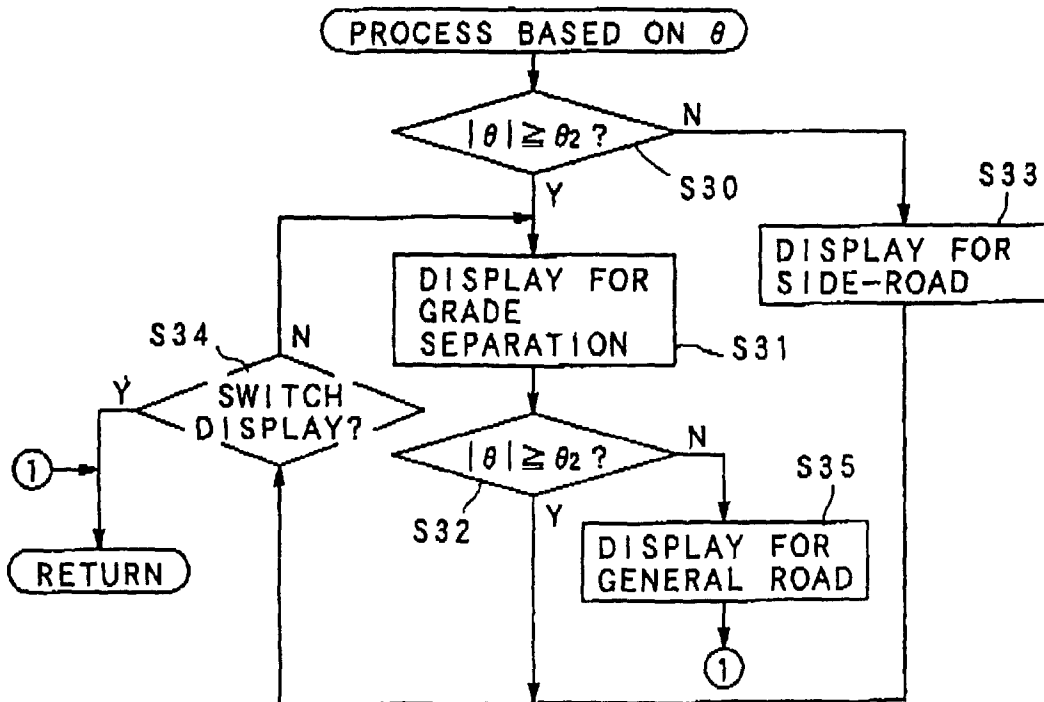 PROCESS BASED ON θ
|θ|≧θ2?
N
S30
Y
S33
DISPLAY FOR
SIDE-ROAD
DISPLAY FOR
GRADE
SEPARATION
S31
S34
N
Y
SWITCH
DISPLAY?
|θ|≧θ2?
N
S32
Y
S35
DISPLAY FOR
GENERAL ROAD
1
RETURN
1